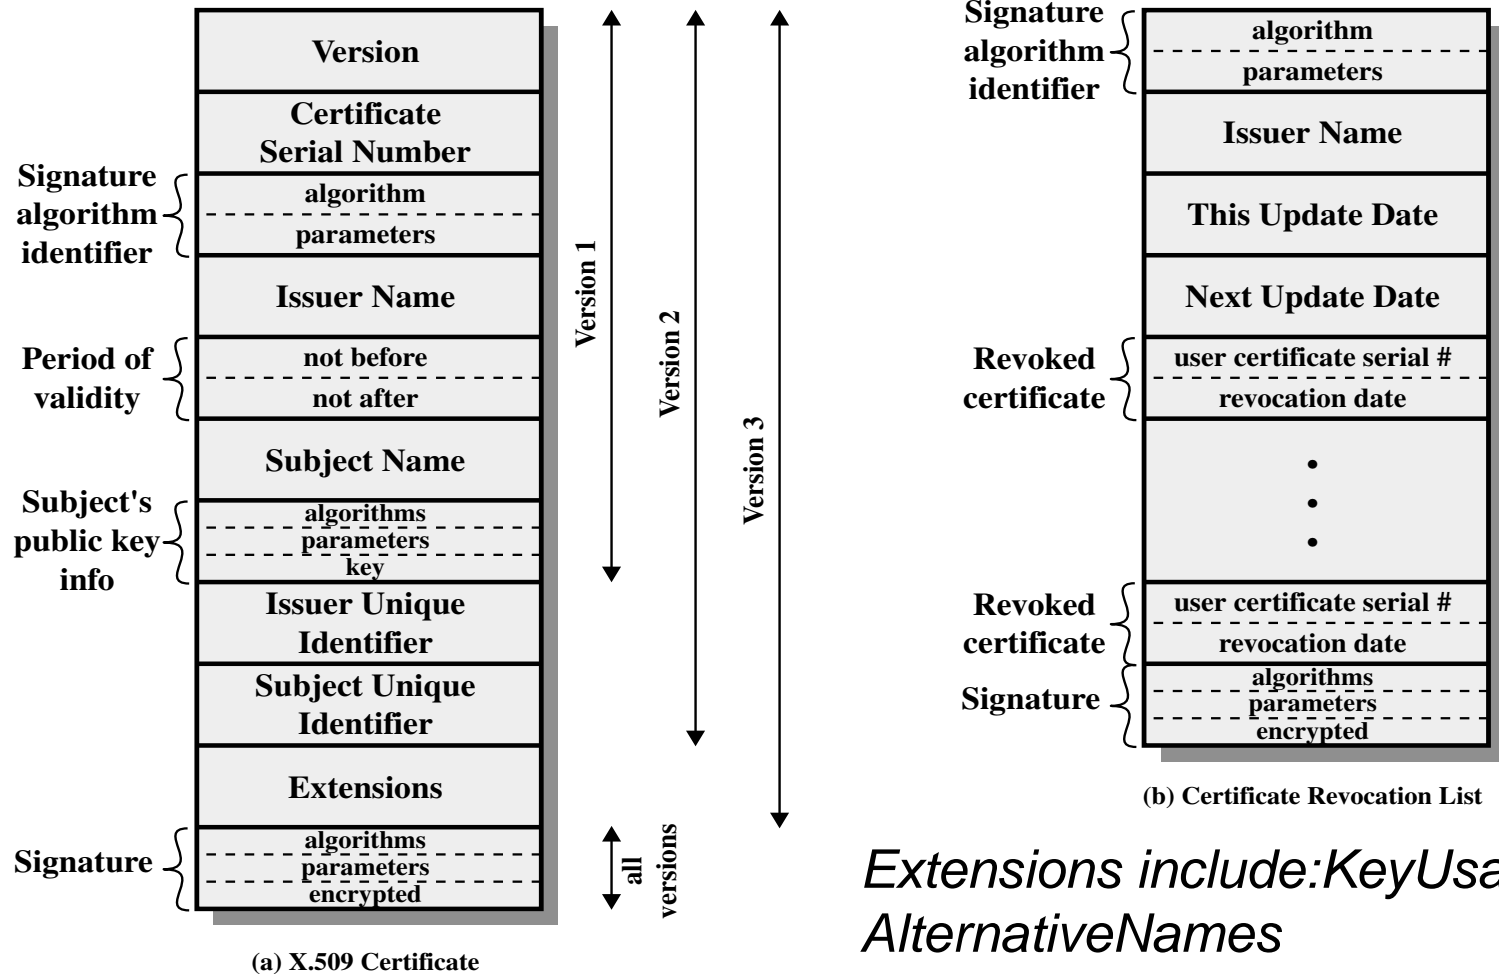 Version
Certificate
Serial Number
Signature
algorithm
identifier
algorithm
parameters
Issuer Name
Period of
validity
not before
not after
Subject Name
Subject's
public key
info
algorithms
parameters
key
Issuer Unique
Identifier
Subject Unique
Identifier
Extensions
Signature
algorithms
parameters
encrypted
(a) X.509 Certificate
Version 1
Version 2
Version 3
all
versions
Signature
algorithm
identifier
algorithm
parameters
Issuer Name
This Update Date
Next Update Date
Revoked
certificate
user certificate serial #
revocation date
Revoked
certificate
user certificate serial #
revocation date
Signature
algorithms
parameters
encrypted
(b) Certificate Revocation List
Extensions include:KeyUsa
AlternativeNames